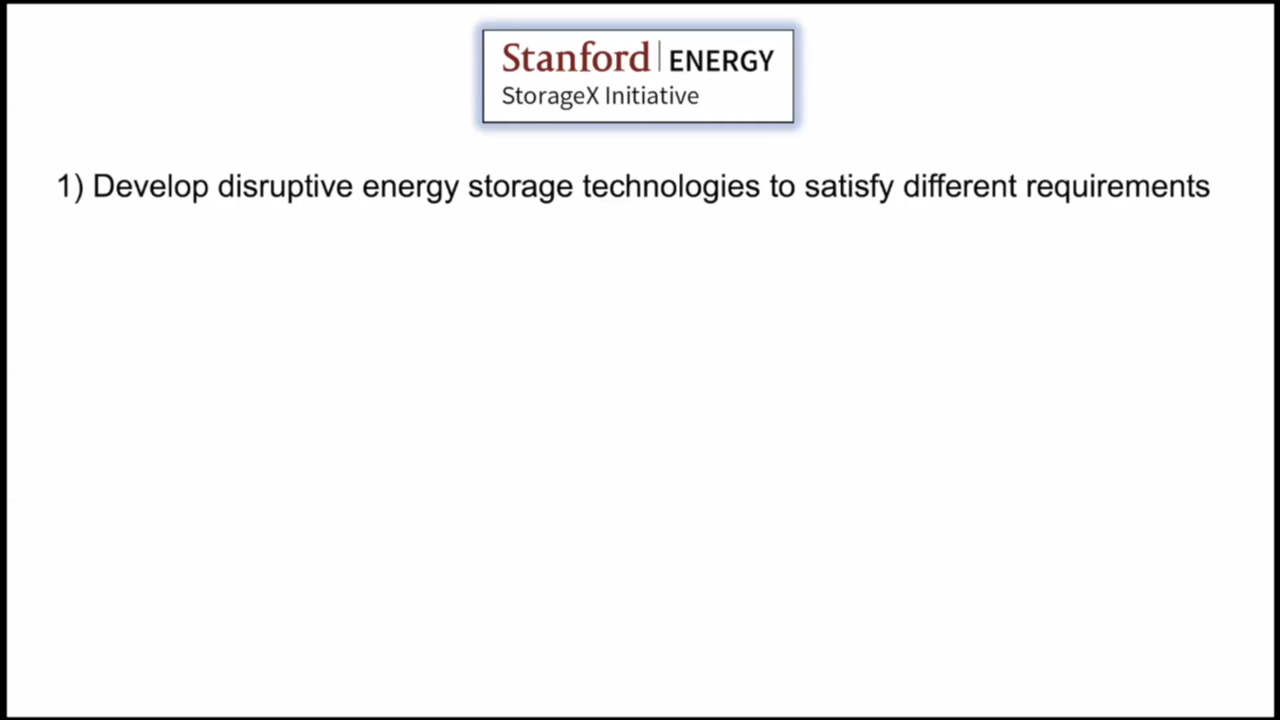 Stanford | ENERGY
StorageX Initiative
1) Develop disruptive energy storage technologies to satisfy different requirements